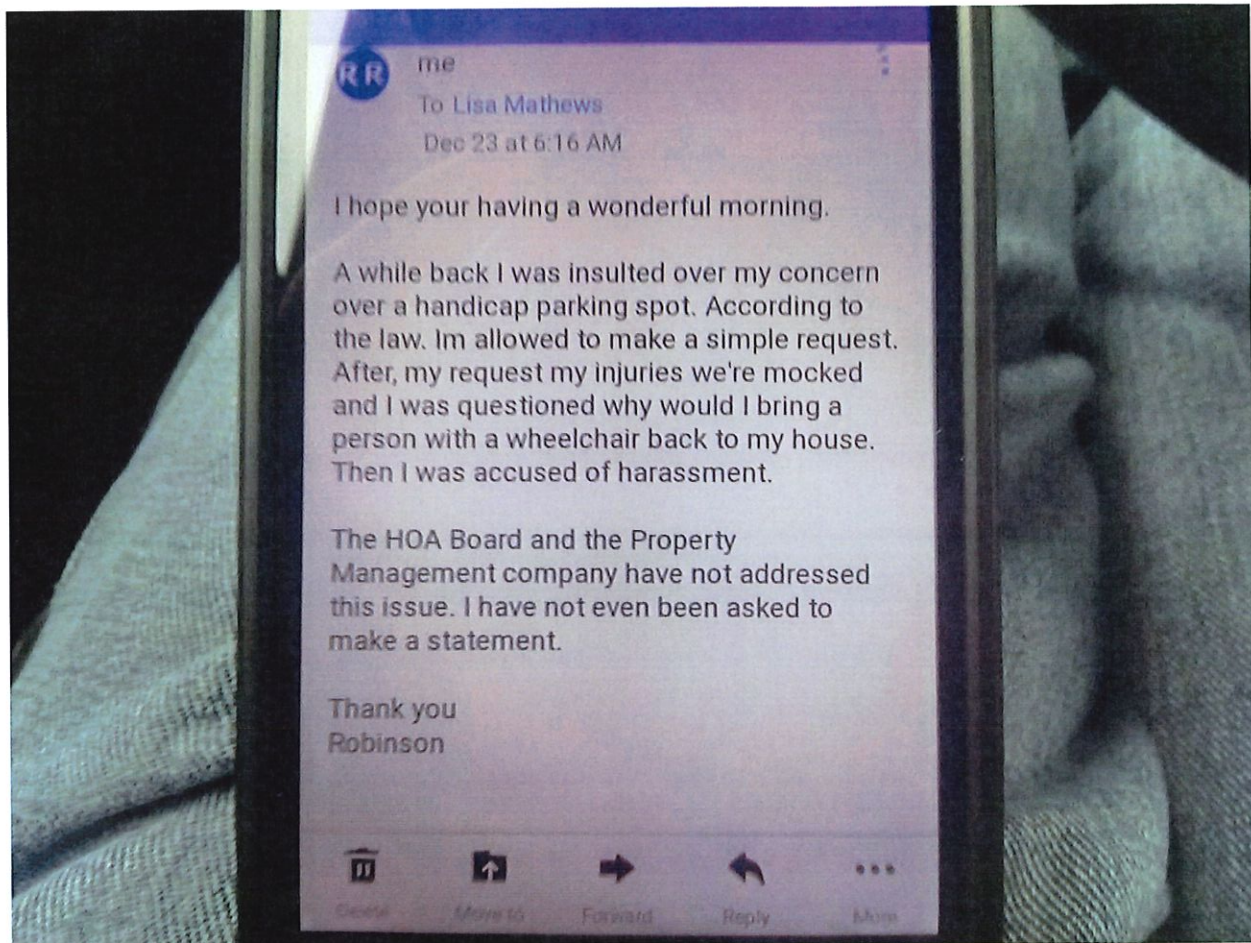 RR
me
To Lisa Mathews
Dec 23 at 6:16 AM
I hope your having a wonderful morning.
A while back I was insulted over my concern
over a handicap parking spot. According to
the law. Im allowed to make a simple request.
After, my request my injuries we're mocked
and I was questioned why would I bring a
person with a wheelchair back to my house.
Then I was accused of harassment.
The HOA Board and the Property
Management company have not addressed
this issue. I have not even been asked to
make a statement.
Thank you
Robinson
Delete Move to Forward Reply More